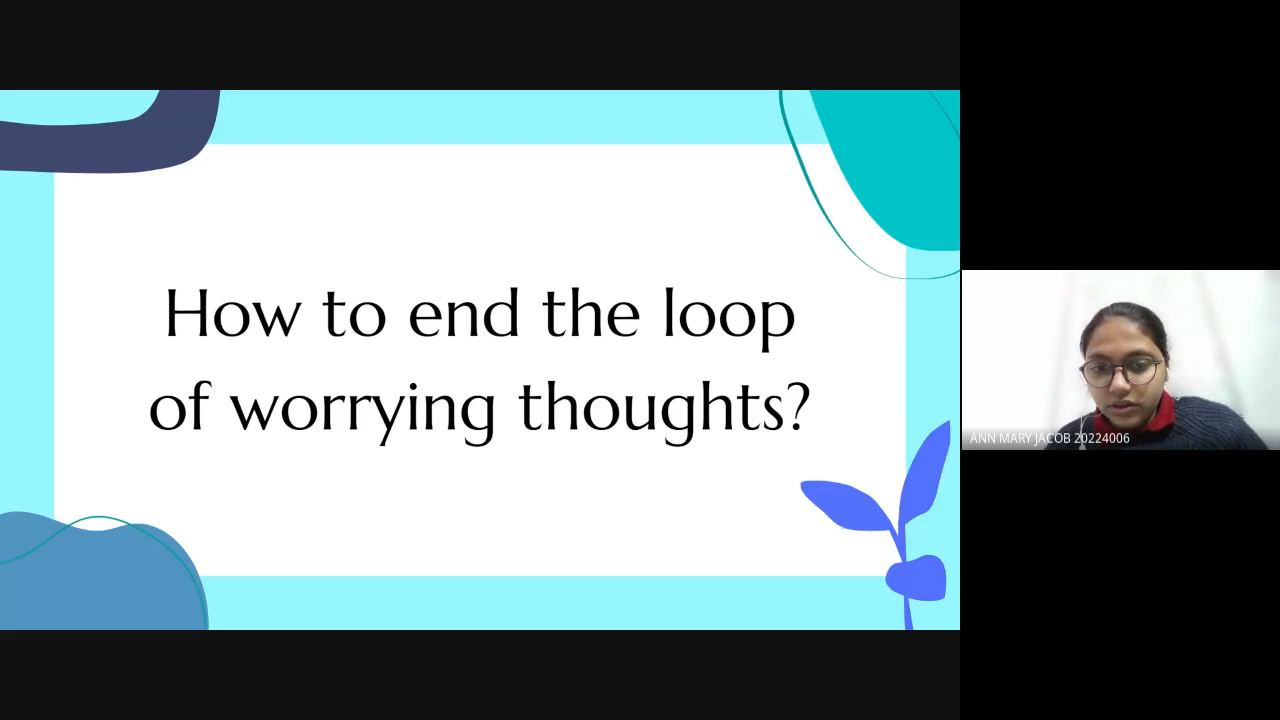 How to end the loop
of worrying thoughts?
ANN MARY JACOB 20224006